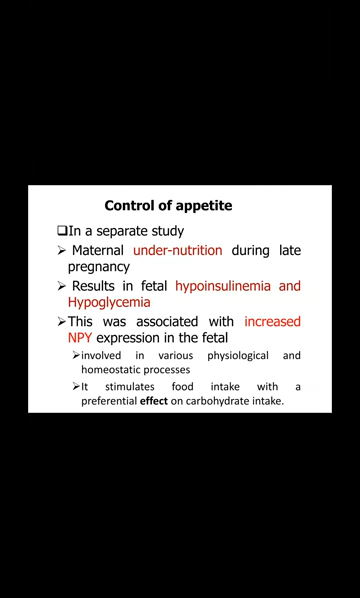 Control of appetite
❑In a separate study
➢ Maternal under-nutrition during late
pregnancy
➢ Results in fetal hypoinsulinemia and
Hypoglycemia
➢This was associated with increased
NPY expression in the fetal
➢involved in various physiological and
homeostatic processes
➢It stimulates food intake with a
preferential effect on carbohydrate intake.